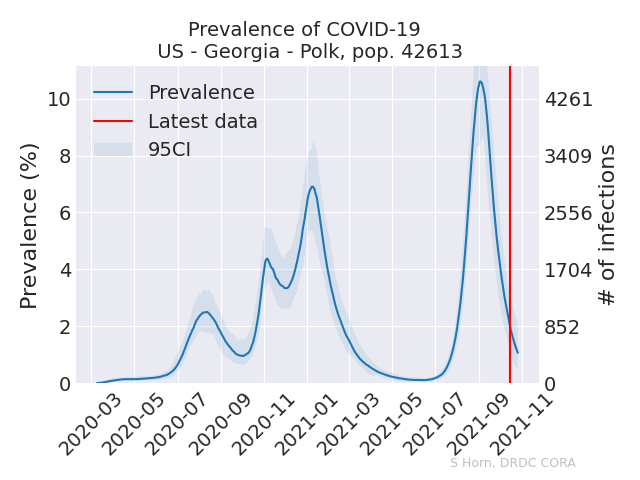 Prevalence of COVID-19
US - Georgia - Polk, pop. 42613
Prevalence
Latest data
95CI
Prevalence (%)
10
8
6
4
2
0
# of infections
4261
3409
2556
1704
852
0
2020-03
2020-05
2020-07
2020-09
2020-11
2021-01
2021-03
2021-05
2021-07
2021-09
2021-11
S Horn, DRDC CORA